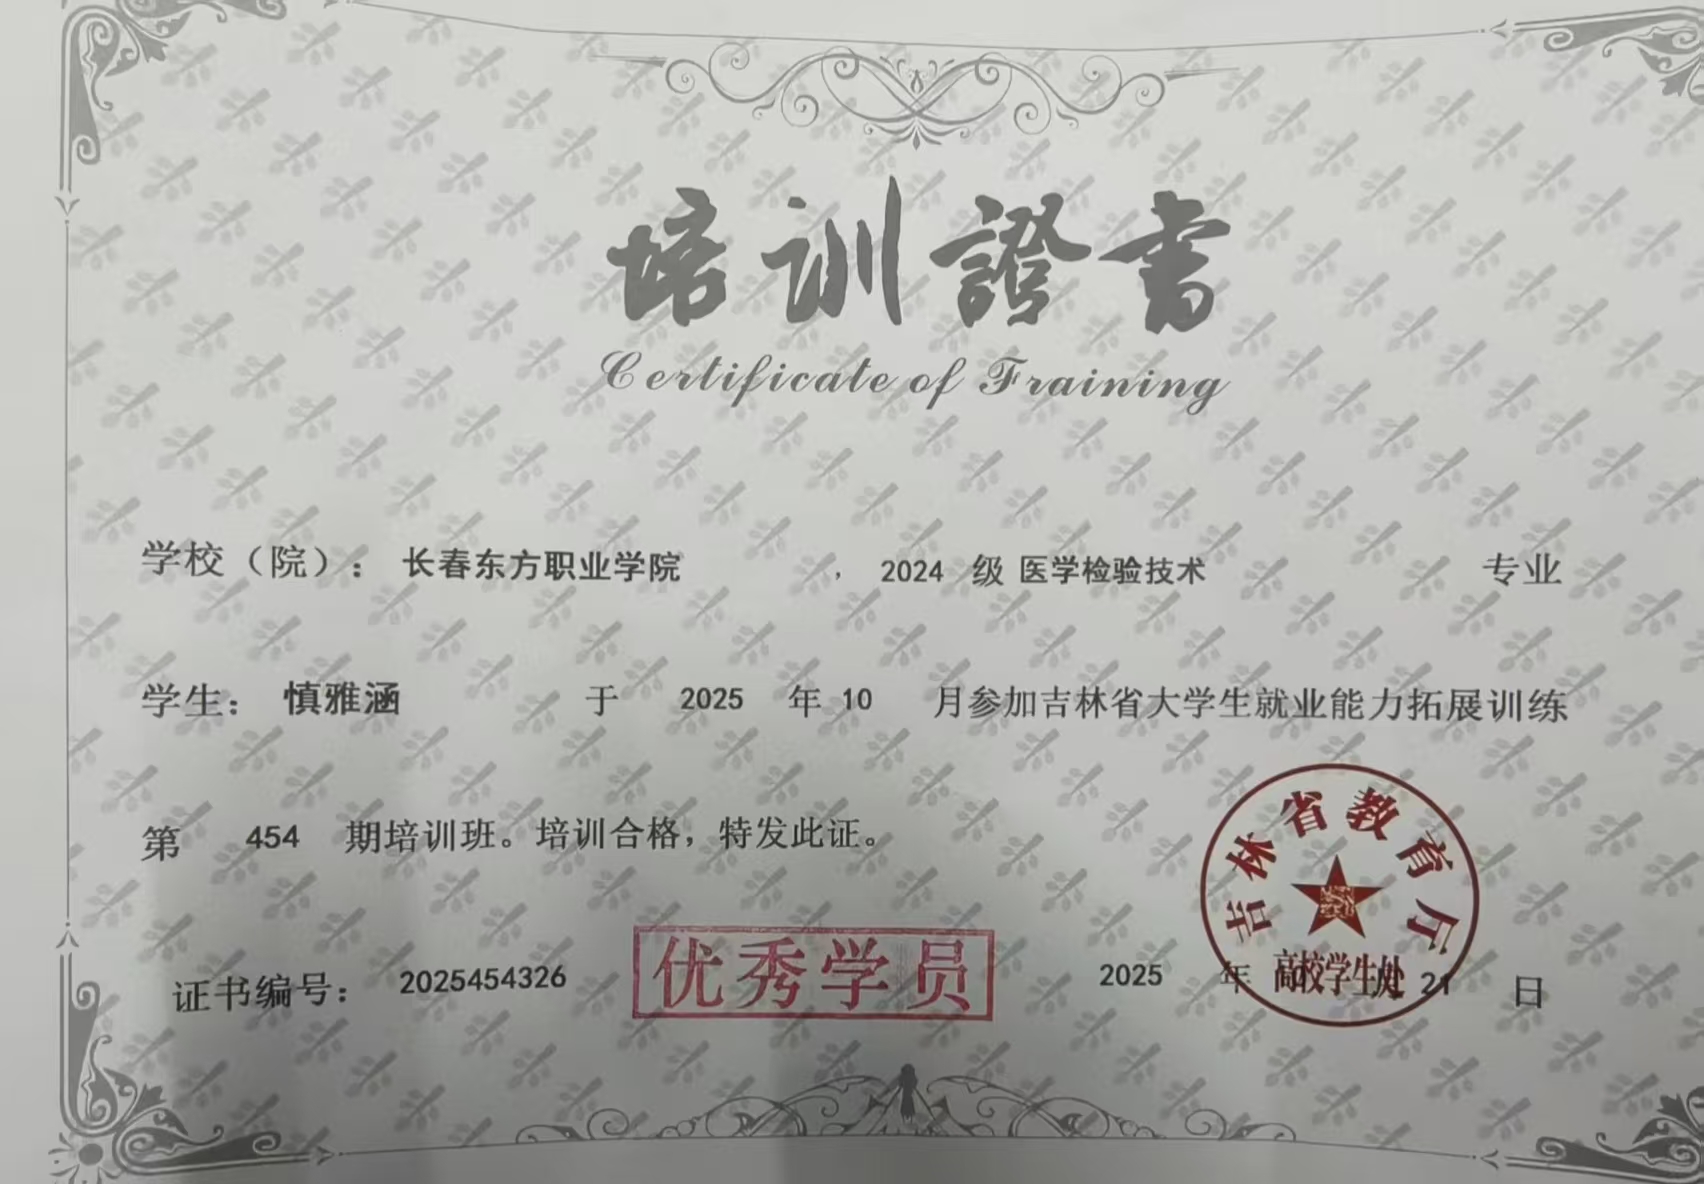 培训證書
Certificate of Training
学校（院）：长春东方职业学院，2024 级 医学检验技术 专业
学生：慎雅涵 于 2025 年 10 月参加吉林省大学生就业能力拓展训练
第 454 期培训班。培训合格，特发此证。
吉林省教育厅
证书编号：2025454326 优秀学员 2025 年 10 月 21 日
高校学生处